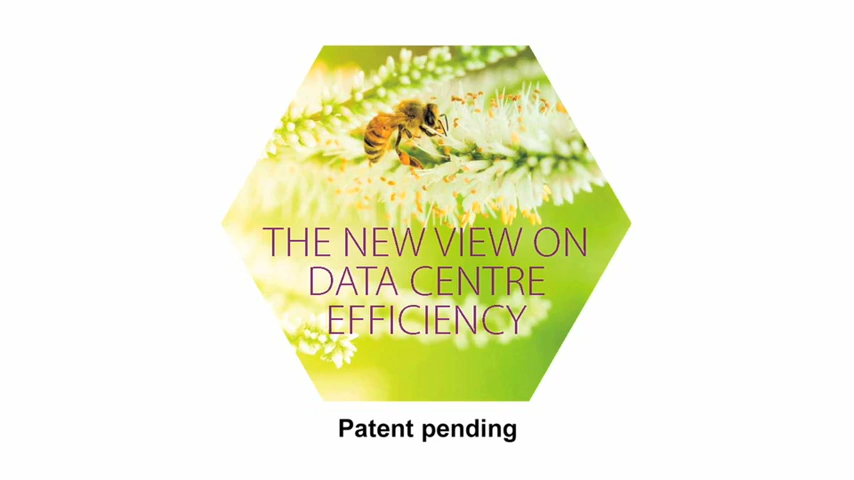 THE NEW VIEW ON
DATA CENTRE
EFFICIENCY
Patent pending